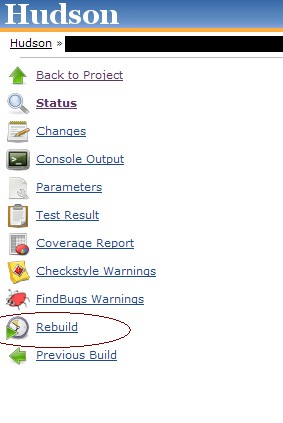 Hudson
Hudson »
Back to Project
Status
Changes
Console Output
Parameters
Test Result
Coverage Report
Checkstyle Warnings
FindBugs Warnings
Rebuild
Previous Build